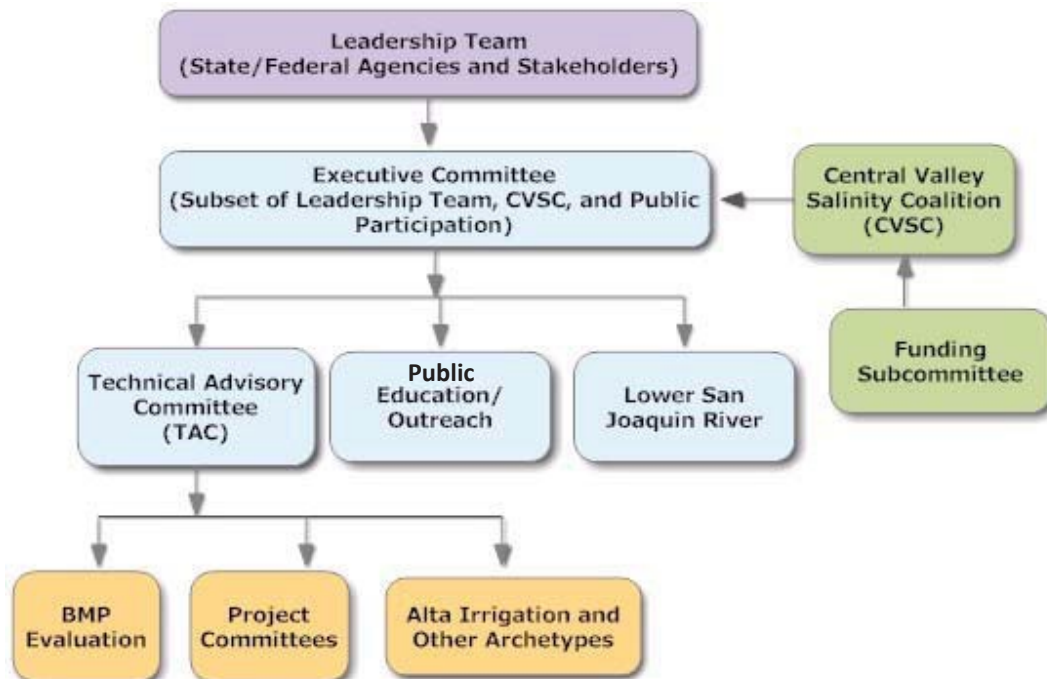 Leadership Team
(State/Federal Agencies and Stakeholders)
Executive Committee
(Subset of Leadership Team, CVSC, and Public
Participation)
Central Valley
Salinity Coalition
(CVSC)
Funding
Subcommittee
Technical Advisory
Committee
(TAC)
Public
Education/
Outreach
Lower San
Joaquin River
BMP
Evaluation
Project
Committees
Alta Irrigation and
Other Archetypes